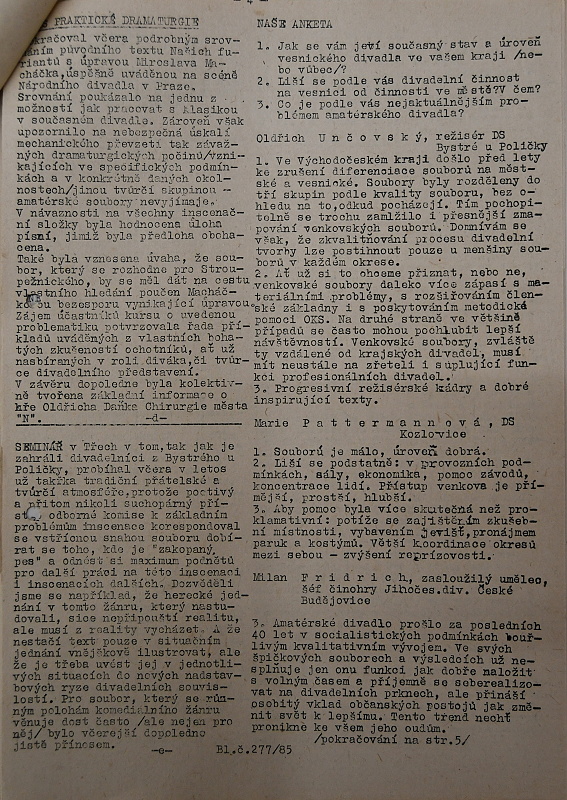 - 4 -
PRAKTICKÉ DRAMATURGIE
pokračoval včera podrobným srov-
náním původního textu Našich fu-
riantů s úpravou Miroslava Ma-
cháčka, úspěšně uváděnou na scéně
Národního divadla v Praze.
Srovnání poukázalo na jednu z
možností jak pracovat s klasikou
v současném divadle. Zároveň však
upozornilo na nebezpečná úskalí
mechanického převzetí tak závaž-
ných dramaturgických počinů/vzni-
kajících ve specifických podmín-
kách a v konkrétně daných okol-
nostech/jinou tvůrčí skupinou -
amatérské soubory nevyjímaje.
V návaznosti na všechny inscenač-
ní složky byla hodnocena úloha
písní, jimiž byla předloha oboha-
cena.
Také byla vznesena úvaha, že sou-
bor, který se rozhodne pro Strou-
pežnického, by se měl dát na cestu
vlastního hledání poučen Macháč-
kovou bezesporu vynikající úpravou.
Zájem účastníků kursu o uvedenou
problematiku potvrzovala řada pří-
kladů uváděných z vlastních boha-
tých zkušeností ochotníků, ať už
nasbíraných v roli diváka, či tvůr-
ce divadelního představení.
V závěru dopoledne byla kolektiv-
ně tvořena základní informace o
hře Oldřicha Daňka Chirurgie města
"N". -d-
SEMINÁŘ v Třech v tom, tak jak je
zahráli divadelníci z Bystrého u
Poličky, probíhal včera v letos
už takřka tradiční přátelské a
tvůrčí atmosféře, protože poctivý
a přitom nikoli suchopárný pří-
stup odborné komise k základním
problémům inscenace korespondoval
se vstřícnou snahou souboru dobí-
rat se toho, kde je "zakopaný
pes" a odnést si maximum podnětů
pro další práci na této inscenaci
i inscenacích dalších. Dozvěděli
jsme se například, že herecké jed-
nání v tomto žánru, který nastu-
dovali, sice nepřipouští realitu,
ale musí z reality vycházet. A že
nestačí text pouze v situačním
jednání vnějškově ilustrovat, ale
že je třeba uvést jej v jednotli-
vých situacích do nových nadstav-
bových ryze divadelních souvis-
lostí. Pro soubor, který se růz-
ným polohám komediálního žánru
věnuje dost často /ale nejen pro
něj/ bylo včerejší dopoledne
jistě přínosem. -e-
NAŠE ANKETA
1. Jak se vám jeví současný stav a úroveň
vesnického divadla ve vašem kraji /ne-
bo vůbec/?
2. Liší se podle vás divadelní činnost
na vesnici od činnosti ve městě? V čem?
3. Co je podle vás nejaktuálnějším pro-
blémem amatérského divadla?
Oldřich U n č o v s k ý, režisér DS
Bystré u Poličky
1. Ve Východočeském kraji došlo před lety
ke zrušení diferenciace souborů na měst-
ské a vesnické. Soubory byly rozděleny do
tří skupin podle kvality souboru, bez o-
hledu na to, odkud pocházejí. Tím pochopi-
telně se trochu zamlžilo i přesnější zma-
pování venkovských souborů. Domnívám se
však, že zkvalitňování procesu divadelní
tvorby lze postihnout pouze u menšiny sou-
borů v každém okrese.
2. Ať už si to chceme přiznat, nebo ne,
venkovské soubory daleko více zápasí s ma-
teriálními problémy, s rozšiřováním člen-
ské základny i s poskytováním metodické
pomoci OKS. Na druhé straně ve většině
případů se často mohou pochlubit lepší
návštěvností. Venkovské soubory, zvláště
ty vzdálené od krajských divadel, musí
mít neustále na zřeteli i suplující fun-
kci profesionálních divadel.
3. Progresivní režisérské kádry a dobré
inspirující texty.
Marie P a t t e r m a n n o v á, DS
Kozlovice
1. Souborů je málo, úroveň dobrá.
2. Liší se podstatně: v provozních pod-
mínkách, sály, ekonomika, pomoc závodů,
koncentrace lidí. Přístup venkova je pří-
mější, prostší, hlubší.
3. Aby pomoc byla více skutečná než pro-
klamativní: potíže se zajištěním zkušeb-
ní místnosti, vybavením jevišť, pronájmem
paruk a kostýmů. Větší koordinace okresů
mezi sebou - zvýšení reprízovosti.
Milan F r i d r i c h, zasloužilý umělec,
šéf činohry Jihočes.div. České
Budějovice
3. Amatérské divadlo prošlo za posledních
40 let v socialistických podmínkách bouř-
livým kvalitativním vývojem. Ve svých
špičkových souborech a výsledcích už ne-
splňuje jen onu funkci jak dobře naložit
s volným časem a příjemně se seberealizo-
vat na divadelních prknech, ale přináší
osobitý vklad občanských postojů jak změ-
nit svět k lepšímu. Tento trend nechť
pronikne ke všem jeho oudům.
/pokračování na str.5/
Bl.č.277/85